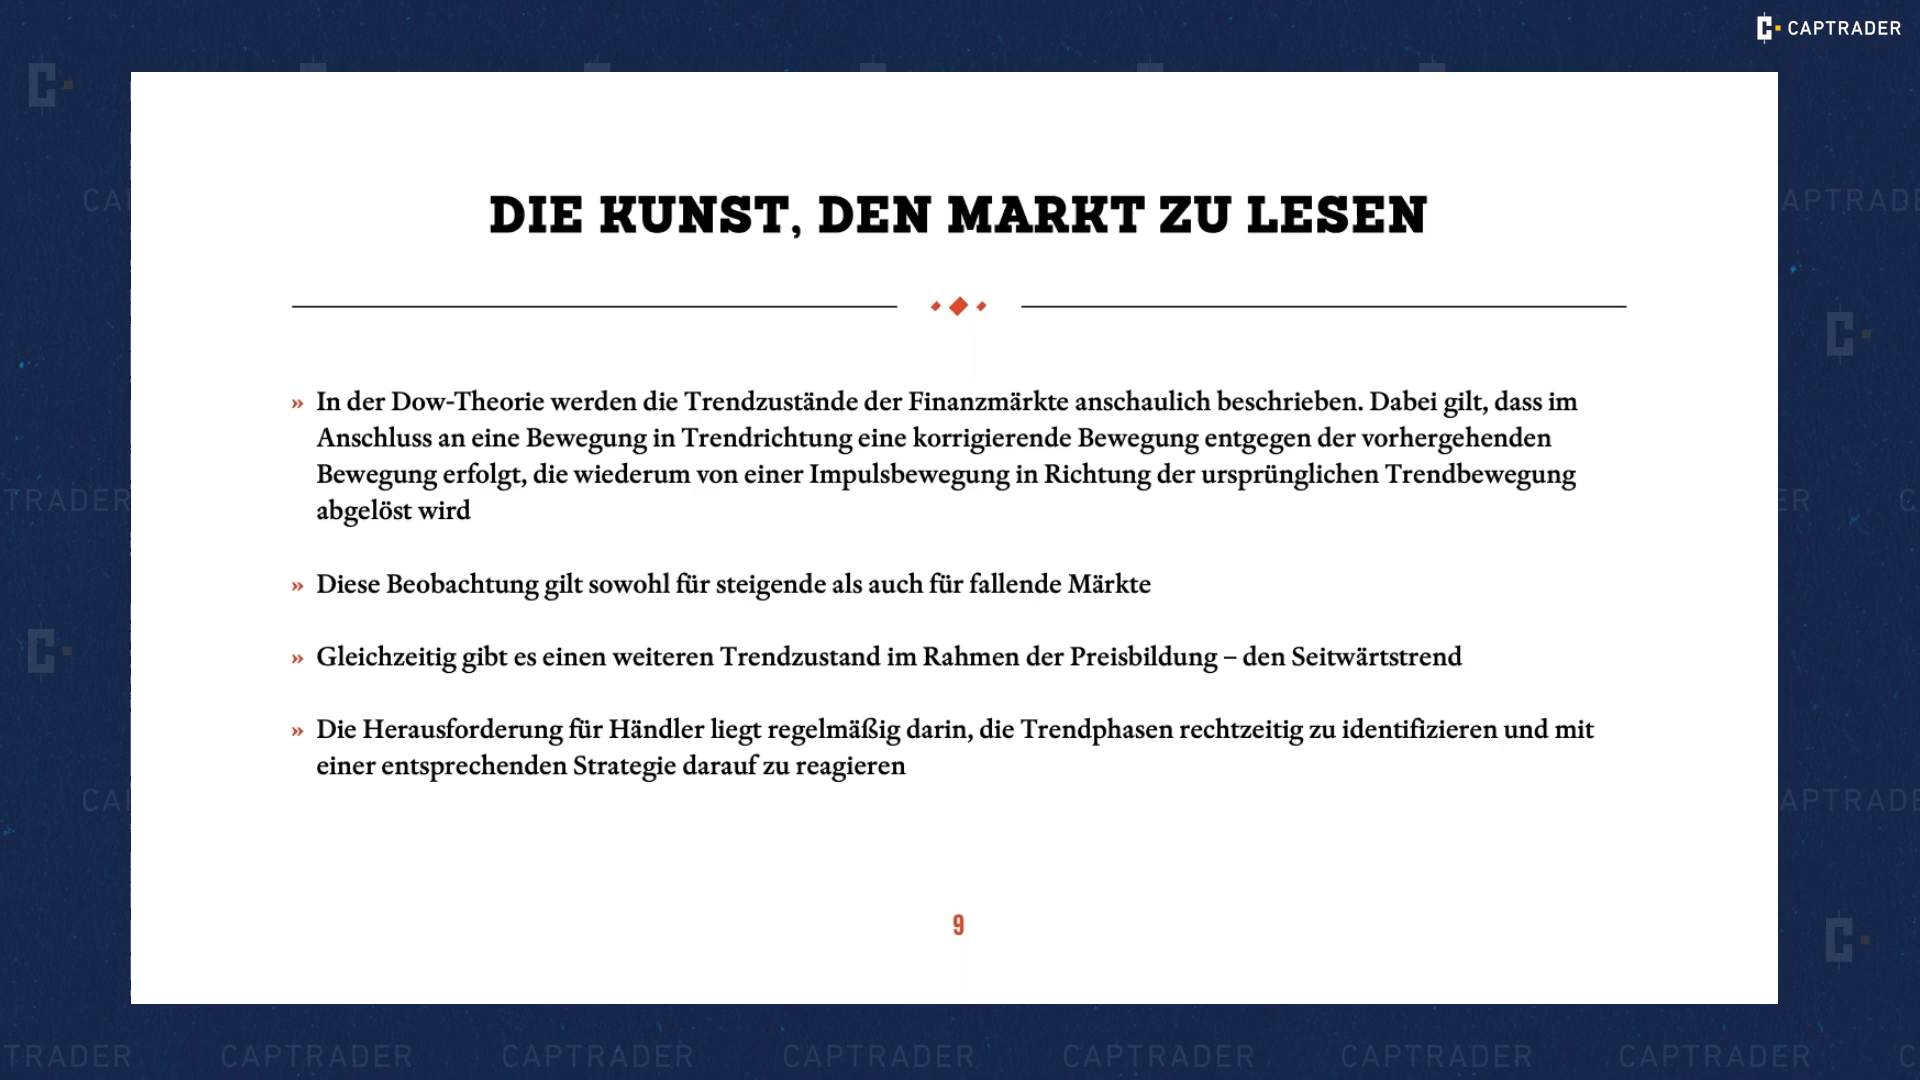 CAPTRADER
DIE KUNST, DEN MARKT ZU LESEN
» In der Dow-Theorie werden die Trendzustände der Finanzmärkte anschaulich beschrieben. Dabei gilt, dass im
Anschluss an eine Bewegung in Trendrichtung eine korrigierende Bewegung entgegen der vorhergehenden
Bewegung erfolgt, die wiederum von einer Impulsbewegung in Richtung der ursprünglichen Trendbewegung
abgelöst wird
» Diese Beobachtung gilt sowohl für steigende als auch für fallende Märkte
» Gleichzeitig gibt es einen weiteren Trendzustand im Rahmen der Preisbildung – den Seitwärtstrend
» Die Herausforderung für Händler liegt regelmäßig darin, die Trendphasen rechtzeitig zu identifizieren und mit
einer entsprechenden Strategie darauf zu reagieren
9
TRADER CAPTRADER CAPTRADER CAPTRADER CAPTRADER CAPTRADER CAPTRADER